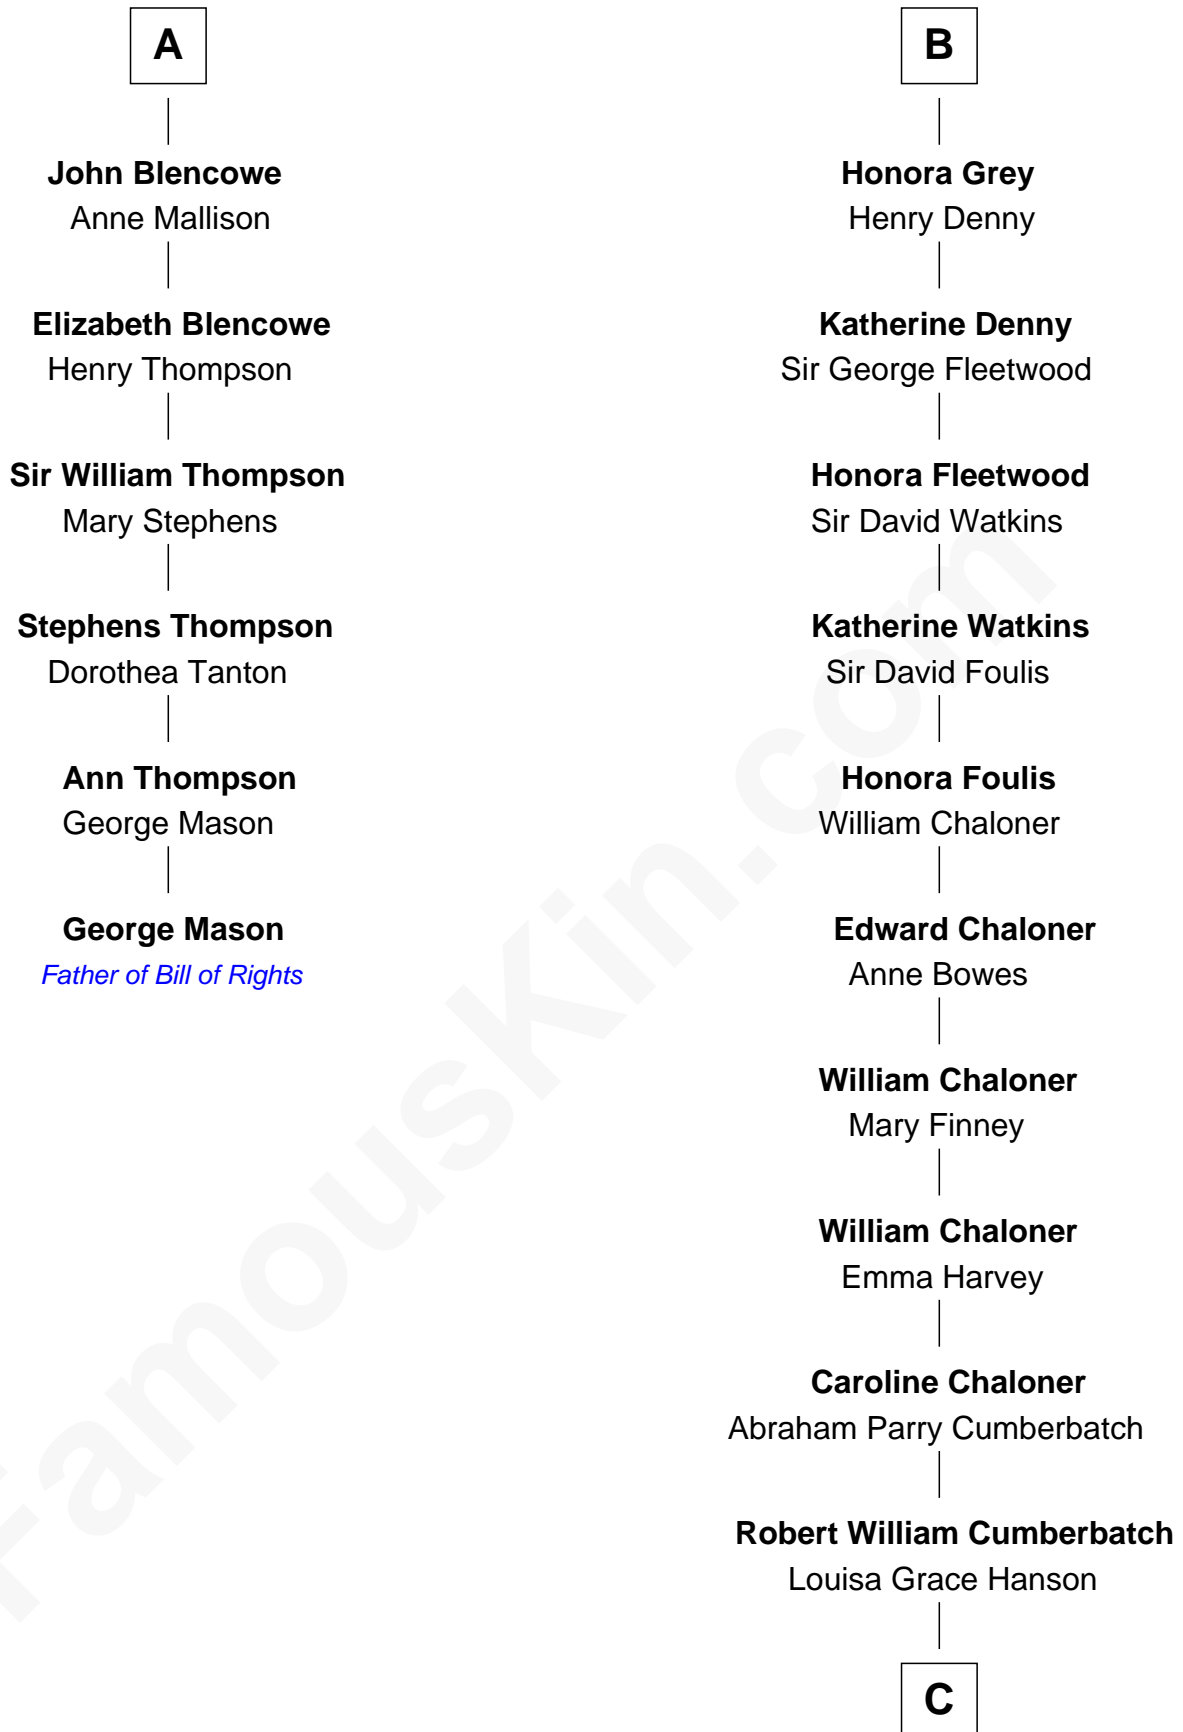 A
John Blencowe
Anne Mallison
Elizabeth Blencowe
Henry Thompson
Sir William Thompson
Mary Stephens
Stephens Thompson
Dorothea Tanton
Ann Thompson
George Mason
George Mason
Father of Bill of Rights
B
Honora Grey
Henry Denny
Katherine Denny
Sir George Fleetwood
Honora Fleetwood
Sir David Watkins
Katherine Watkins
Sir David Foulis
Honora Foulis
William Chaloner
Edward Chaloner
Anne Bowes
William Chaloner
Mary Finney
William Chaloner
Emma Harvey
Caroline Chaloner
Abraham Parry Cumberbatch
Robert William Cumberbatch
Louisa Grace Hanson
C
FamousKin.com